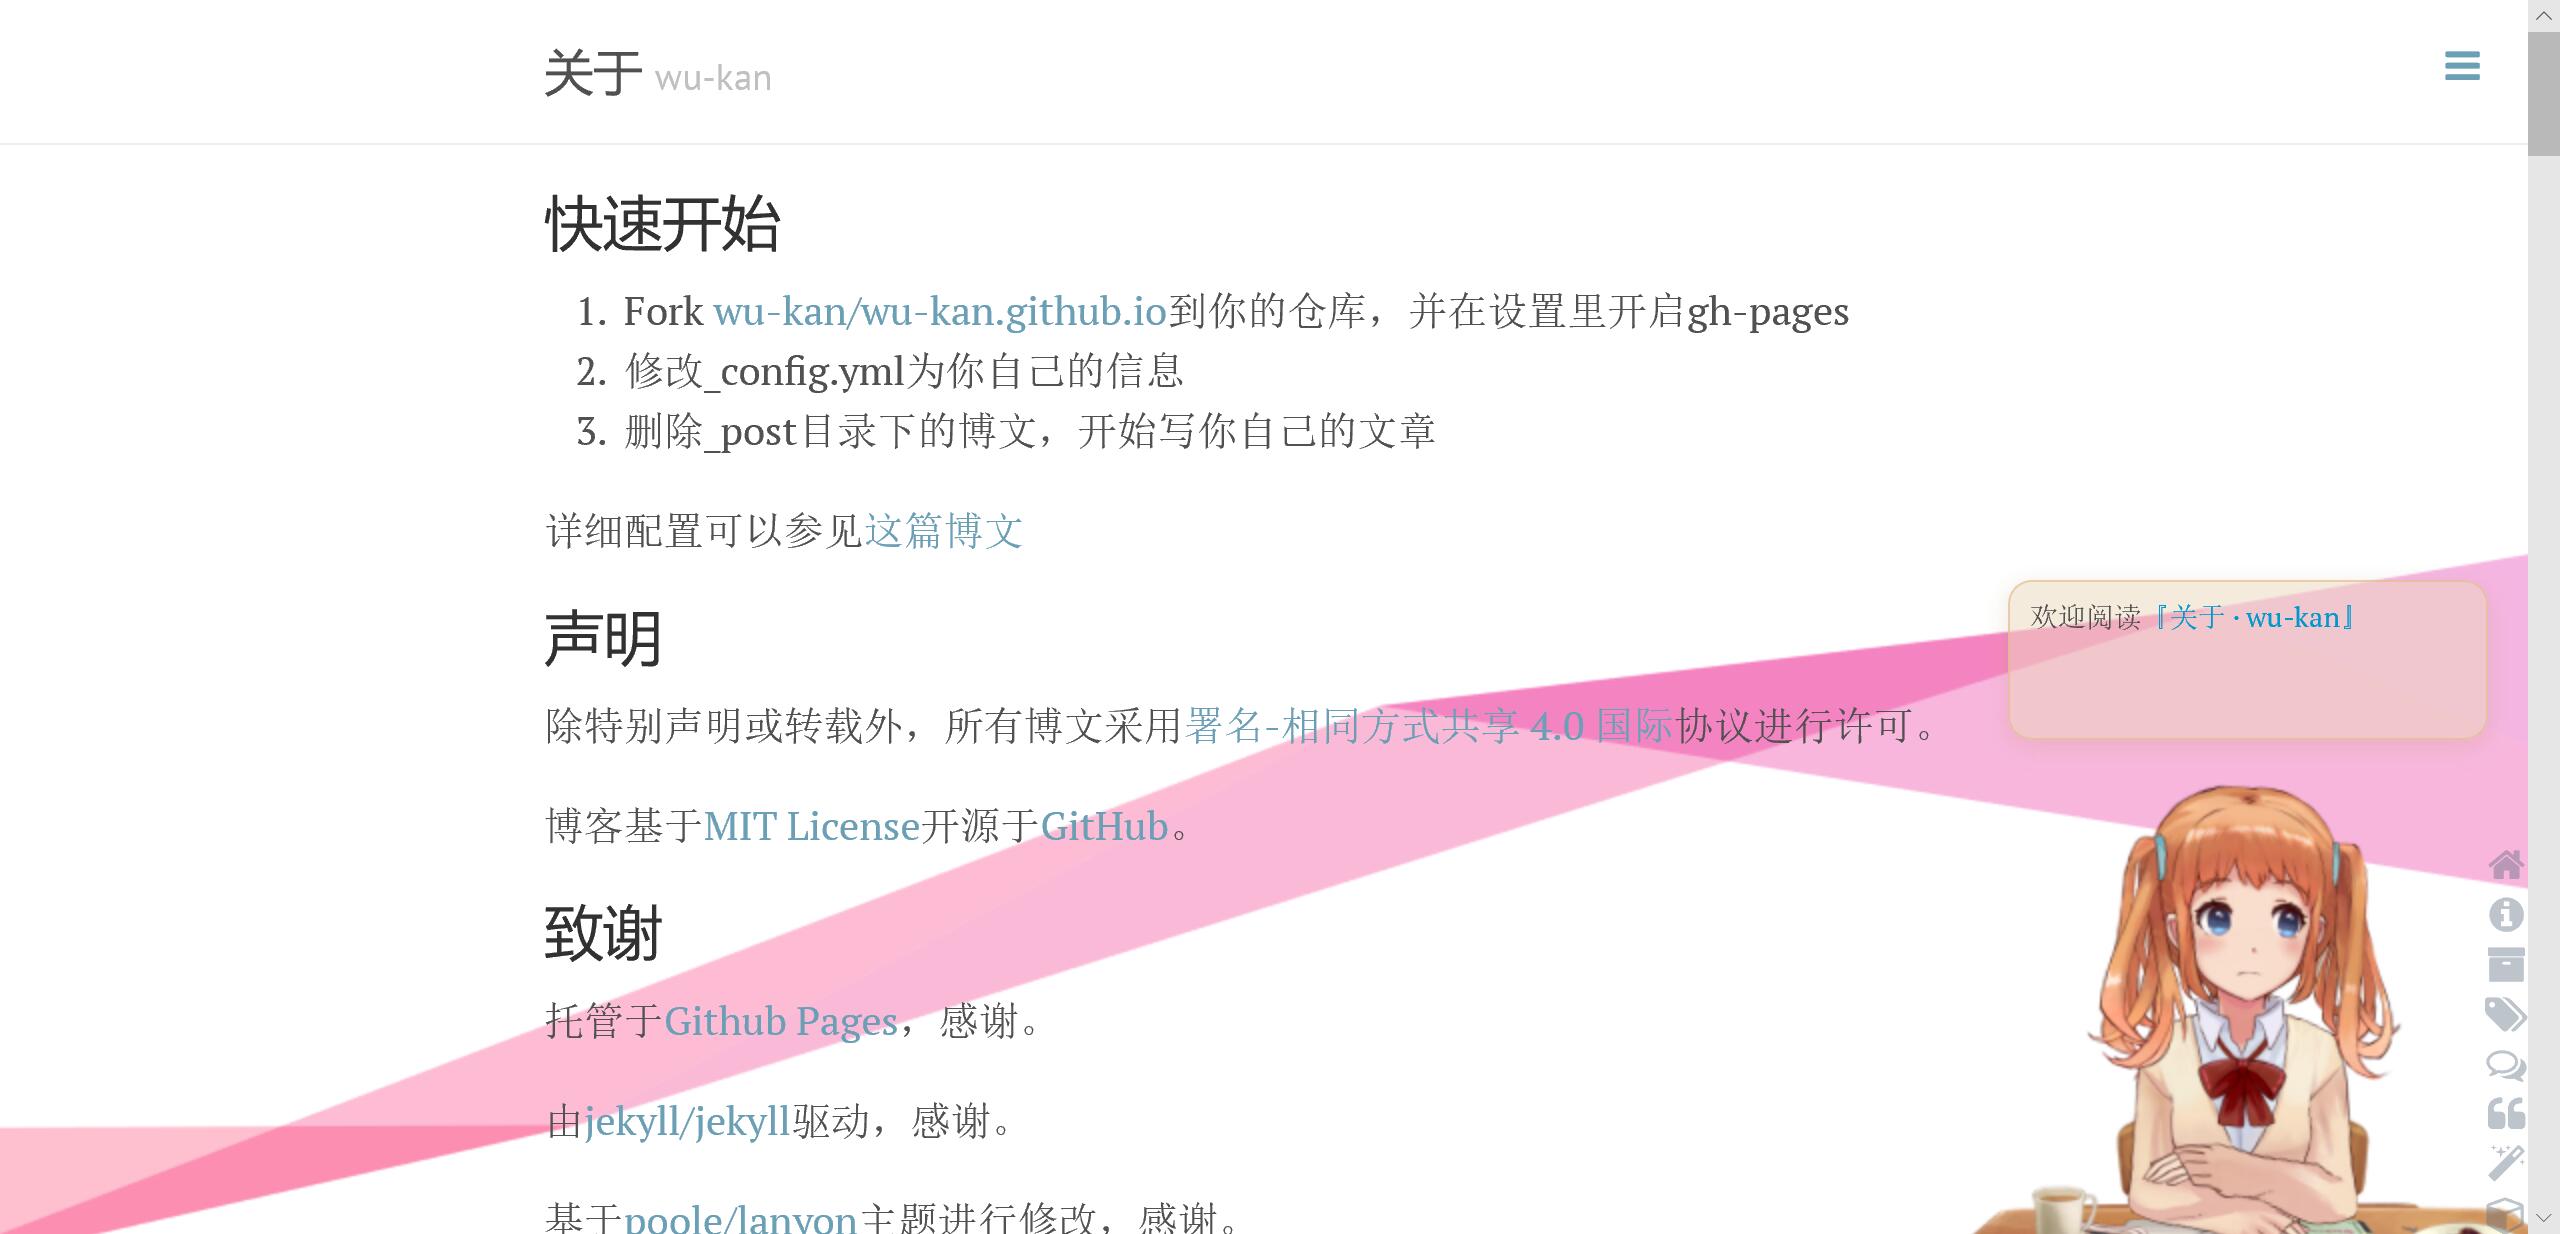 关于 wu-kan
快速开始
1. Fork wu-kan/wu-kan.github.io到你的仓库，并在设置里开启gh-pages
2. 修改_config.yml为你自己的信息
3. 删除_post目录下的博文，开始写你自己的文章
详细配置可以参见这篇博文
声明
除特别声明或转载外，所有博文采用署名-相同方式共享 4.0 国际协议进行许可。
博客基于MIT License开源于GitHub。
致谢
托管于Github Pages，感谢。
由jekyll/jekyll驱动，感谢。
基于poole/lanyon主题进行修改，感谢。
欢迎阅读『关于 · wu-kan』